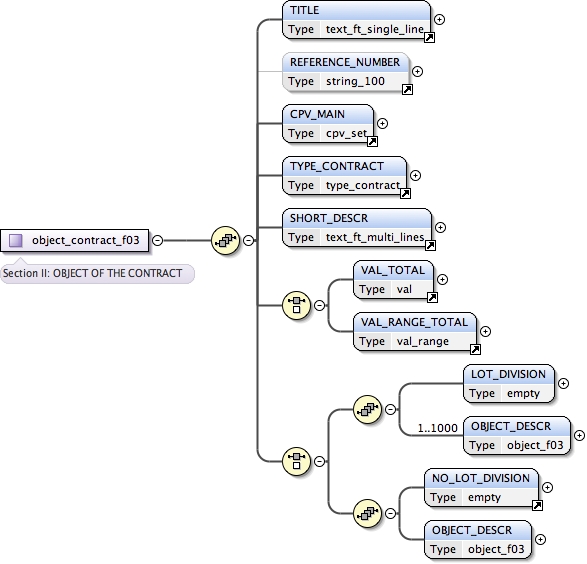 TITLE
Type text_ft_single_line
REFERENCE_NUMBER
Type string_100
CPV_MAIN
Type cpv_set
TYPE_CONTRACT
Type type_contract
object_contract_f03
Section II: OBJECT OF THE CONTRACT
SHORT_DESCR
Type text_ft_multi_lines
VAL_TOTAL
Type val
VAL_RANGE_TOTAL
Type val_range
LOT_DIVISION
Type empty
1..1000
OBJECT_DESCR
Type object_f03
NO_LOT_DIVISION
Type empty
OBJECT_DESCR
Type object_f03